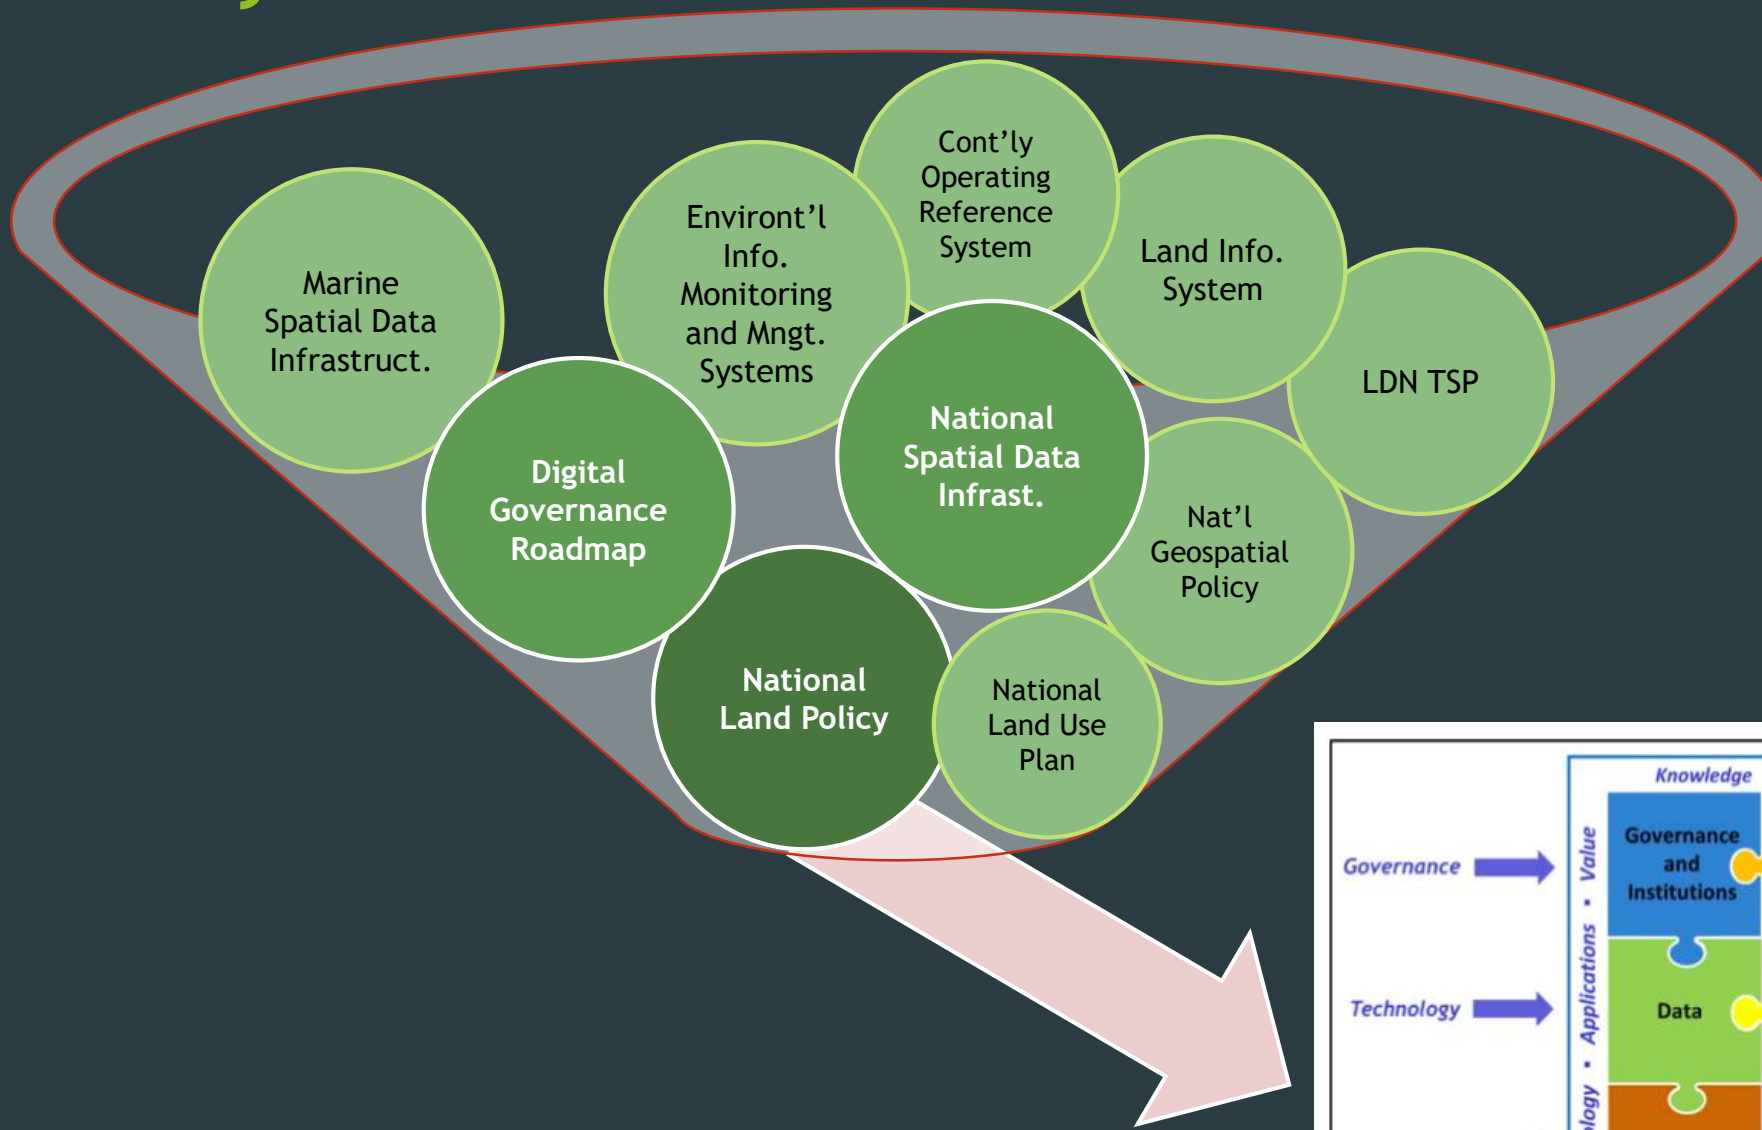 Cont'ly
Operating
Reference
System
Environt'l
Info.
Monitoring
and Mngt.
Systems
Land Info.
System
Marine
Spatial Data
Infrastruct.
LDN TSP
National
Spatial Data
Infrast.
Digital
Governance
Roadmap
Nat'l
Geospatial
Policy
National
Land Policy
National
Land Use
Plan
Knowledge
Governance
Value
Governance
and
Institutions
Technology
Applications
Data